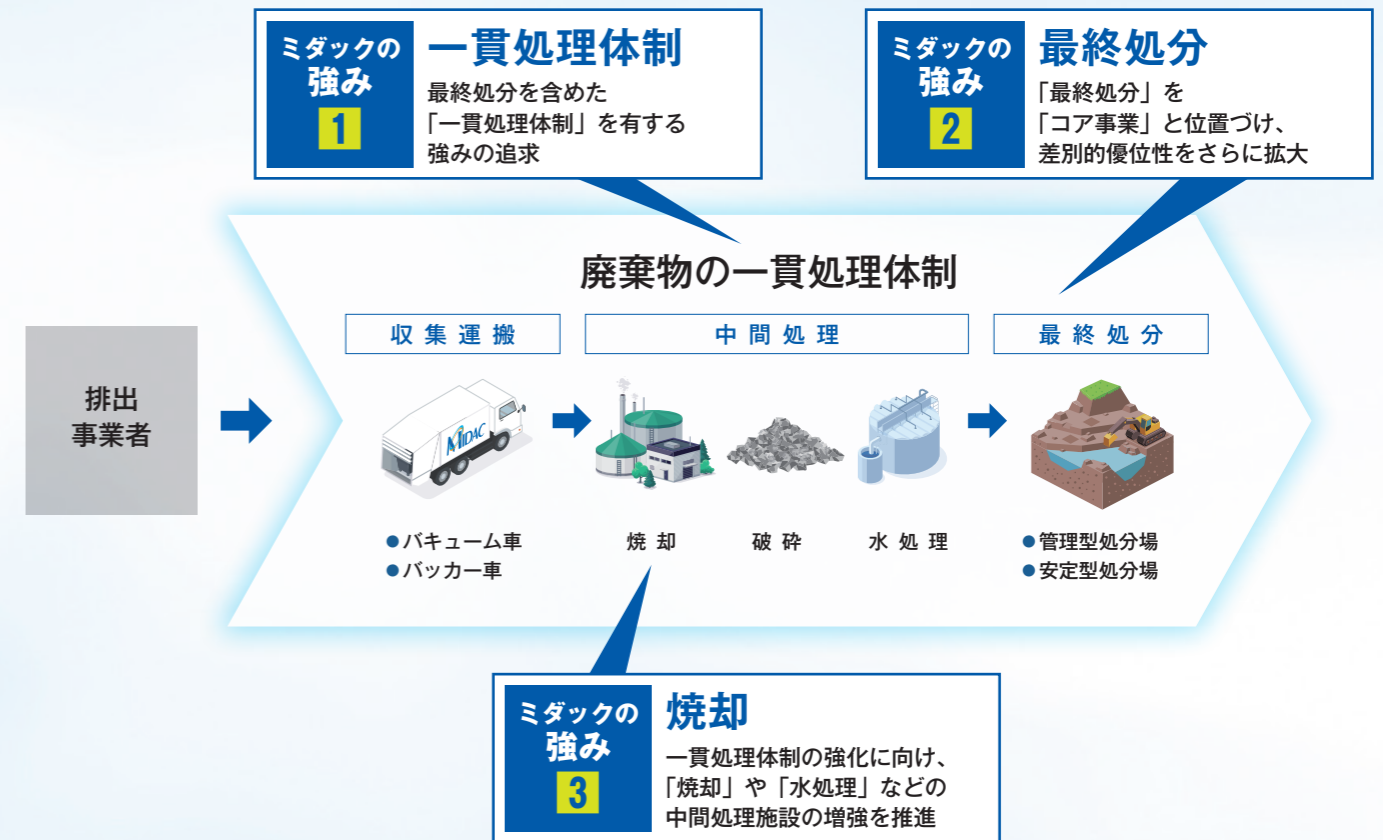 ミダックの
強み
1
一貫処理体制
最終処分を含めた
「一貫処理体制」を有する
強みの追求
ミダックの
強み
2
最終処分
「最終処分」を
「コア事業」と位置づけ、
差別的優位性をさらに拡大
廃棄物の一貫処理体制
排出
事業者
収集運搬
中間処理
最終処分
MIDAC
●バキューム車
●バッカー車
焼却
破砕
水処理
●管理型処分場
●安定型処分場
ミダックの
強み
3
焼却
一貫処理体制の強化に向け、
「焼却」や「水処理」などの
中間処理施設の増強を推進